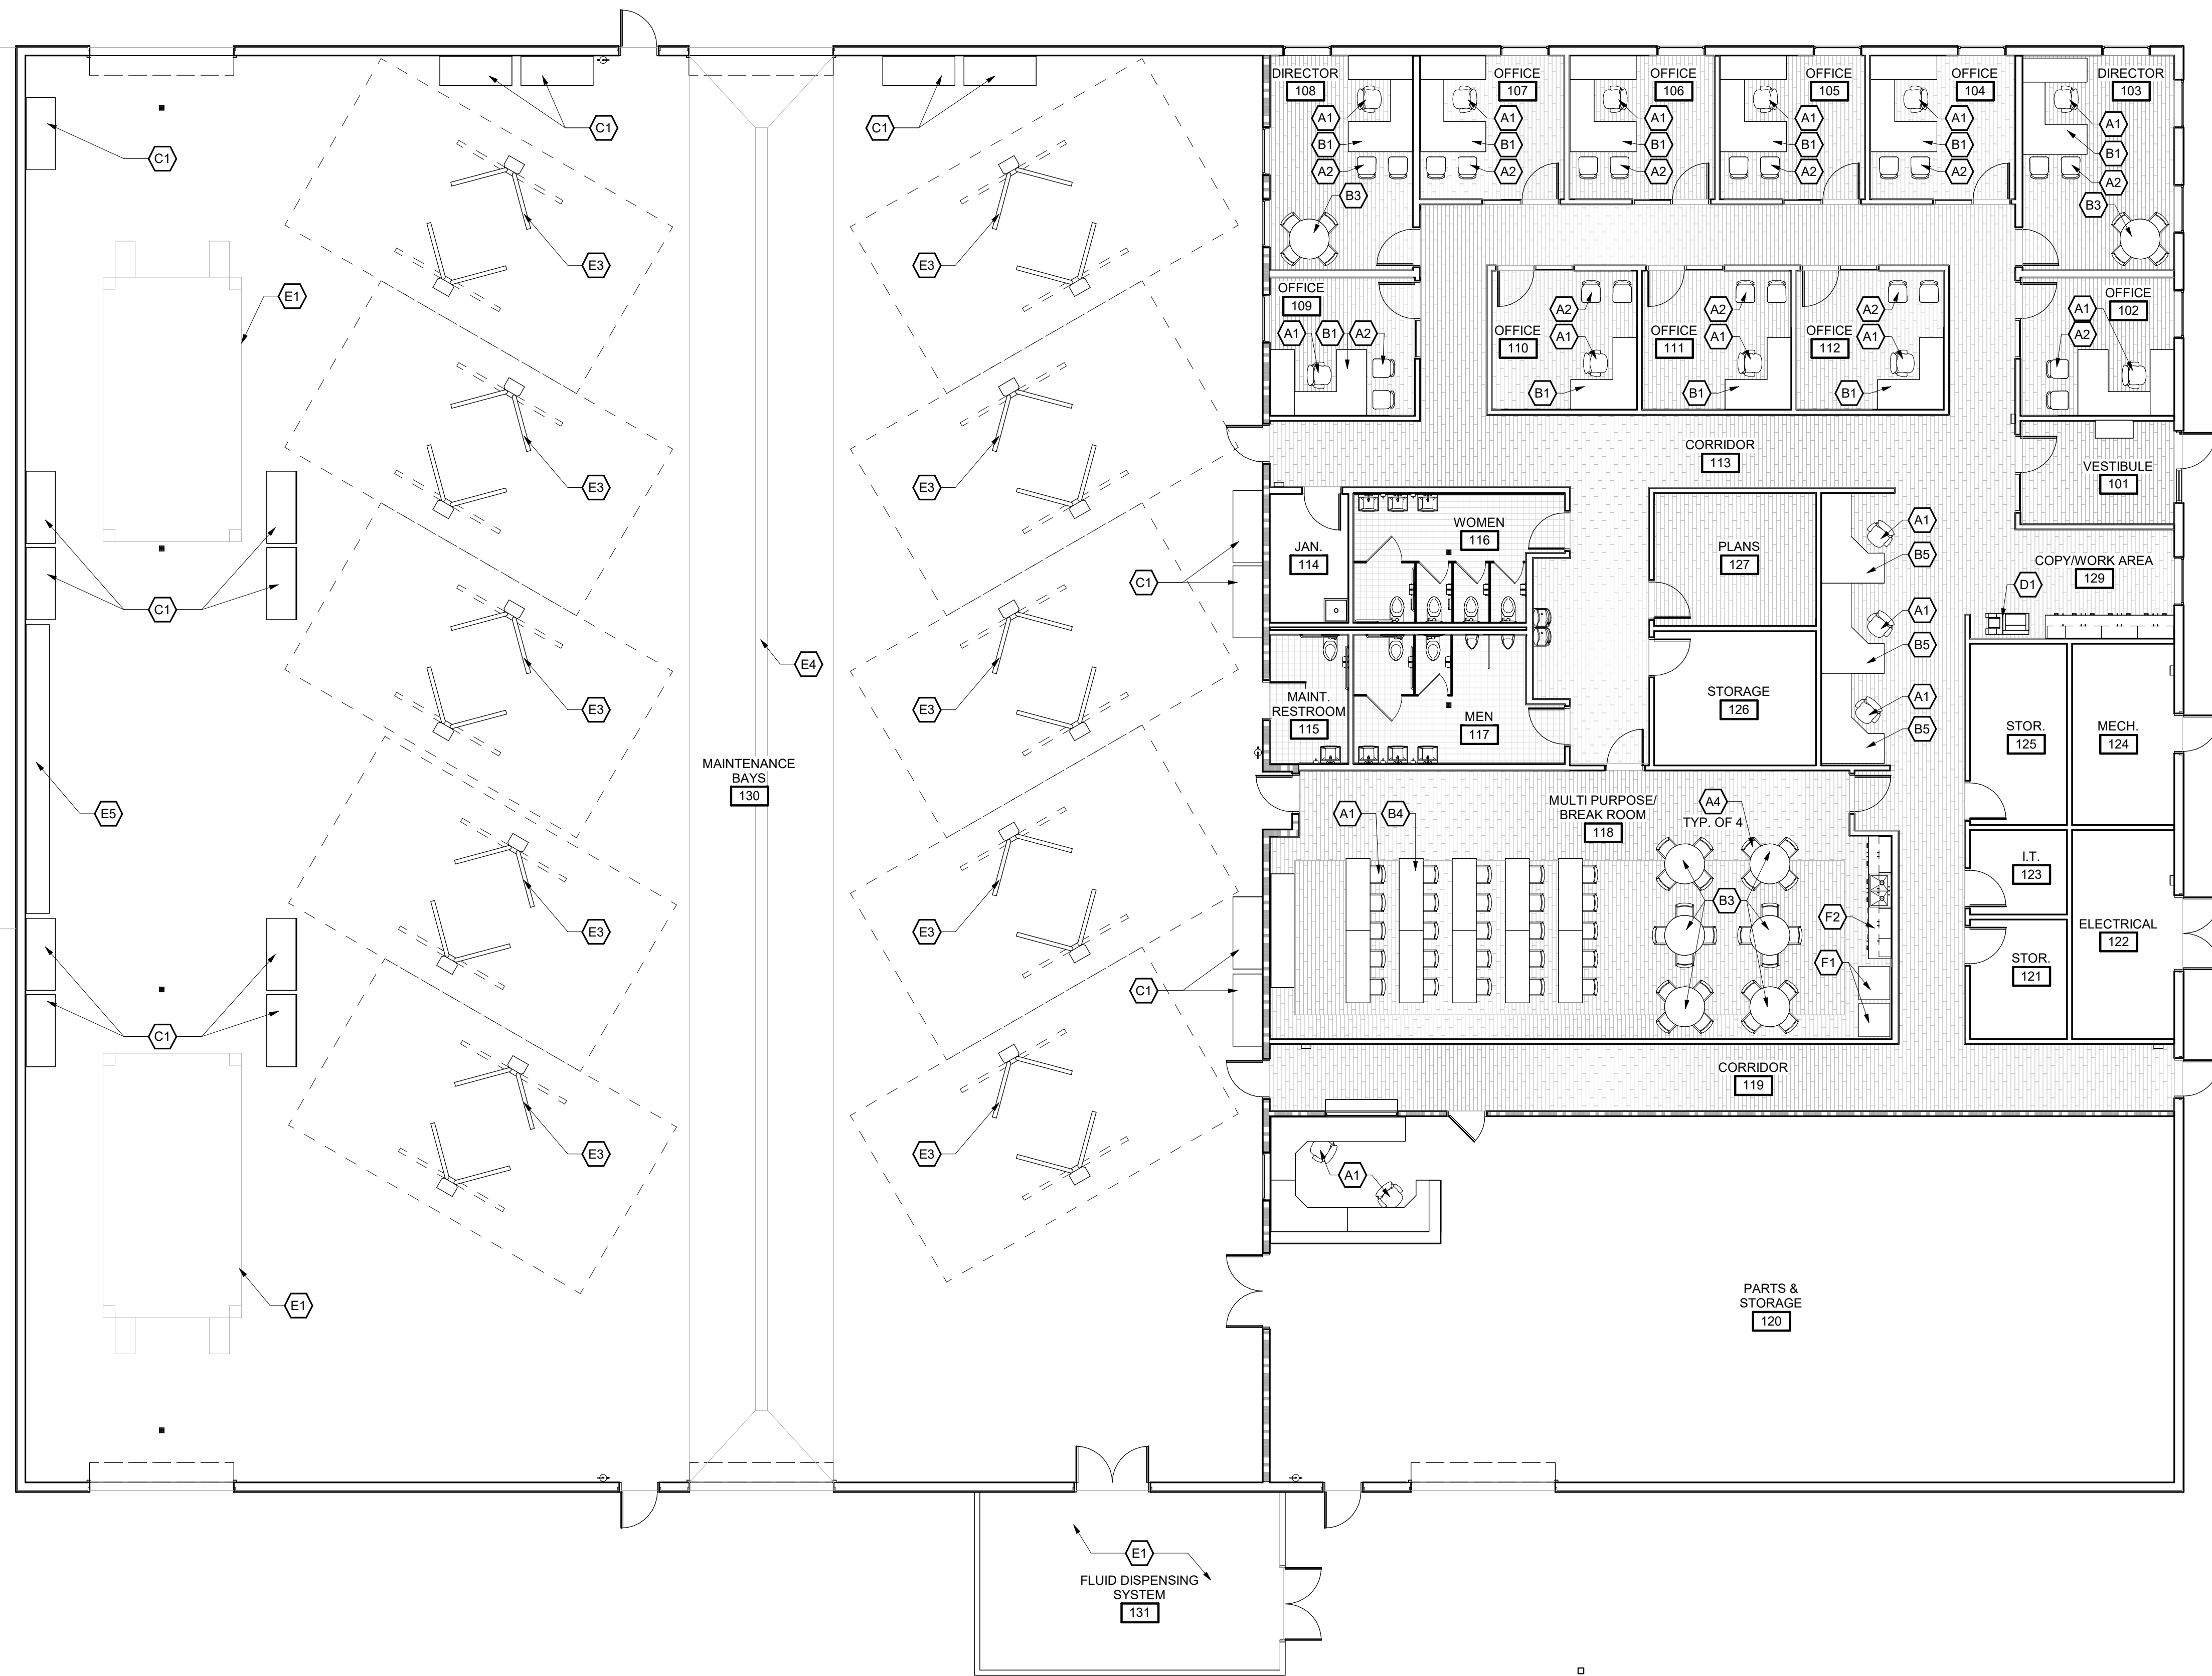 DIRECTOR
108
A1
B1
A2
B3
OFFICE
107
A1
B1
A2
OFFICE
106
A1
B1
A2
OFFICE
105
A1
B1
A2
OFFICE
104
A1
B1
A2
DIRECTOR
103
A1
B1
A2
B3
C1
C1
C1
E3
E3
E1
OFFICE
109
A1
B1
A2
A2
A1
OFFICE
110
B1
A2
A1
OFFICE
111
B1
A2
A1
OFFICE
112
B1
OFFICE
102
A1
A2
E3
E3
CORRIDOR
113
VESTIBULE
101
C1
C1
JAN.
114
WOMEN
116
PLANS
127
A1
B5
COPY/WORK AREA
129
D1
A1
B5
E4
E3
E3
MAINT.
RESTROOM
115
MEN
117
STORAGE
126
A1
B5
STOR.
125
MECH.
124
MAINTENANCE
BAYS
130
E5
A1
B4
MULTI PURPOSE/
BREAK ROOM
118
A4
TYP. OF 4
B3
F2
F1
I.T.
123
ELECTRICAL
122
STOR.
121
E3
E3
C1
C1
CORRIDOR
119
E3
E3
A1
E1
PARTS &
STORAGE
120
E1
FLUID DISPENSING
SYSTEM
131